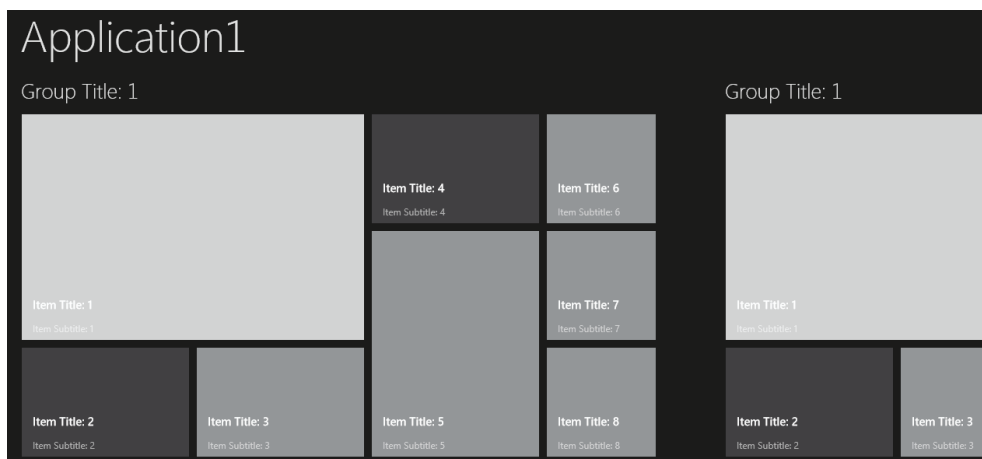 Application1
Group Title: 1
Item Title: 1
Item Subtitle: 1
Item Title: 2
Item Subtitle: 2
Item Title: 3
Item Subtitle: 3
Item Title: 4
Item Subtitle: 4
Item Title: 5
Item Subtitle: 5
Item Title: 6
Item Subtitle: 6
Item Title: 7
Item Subtitle: 7
Item Title: 8
Item Subtitle: 8
Group Title: 1
Item Title: 1
Item Subtitle: 1
Item Title: 2
Item Subtitle: 2
Item Title: 3
Item Subtitle: 3